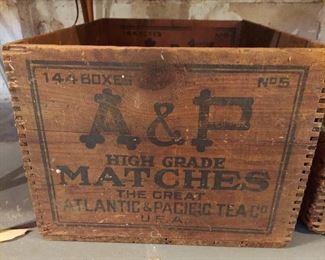 144 BOXES Nº5
A&P
HIGH GRADE
MATCHES
THE GREAT
ATLANTIC & PACIFIC TEA Cº
U.S.A